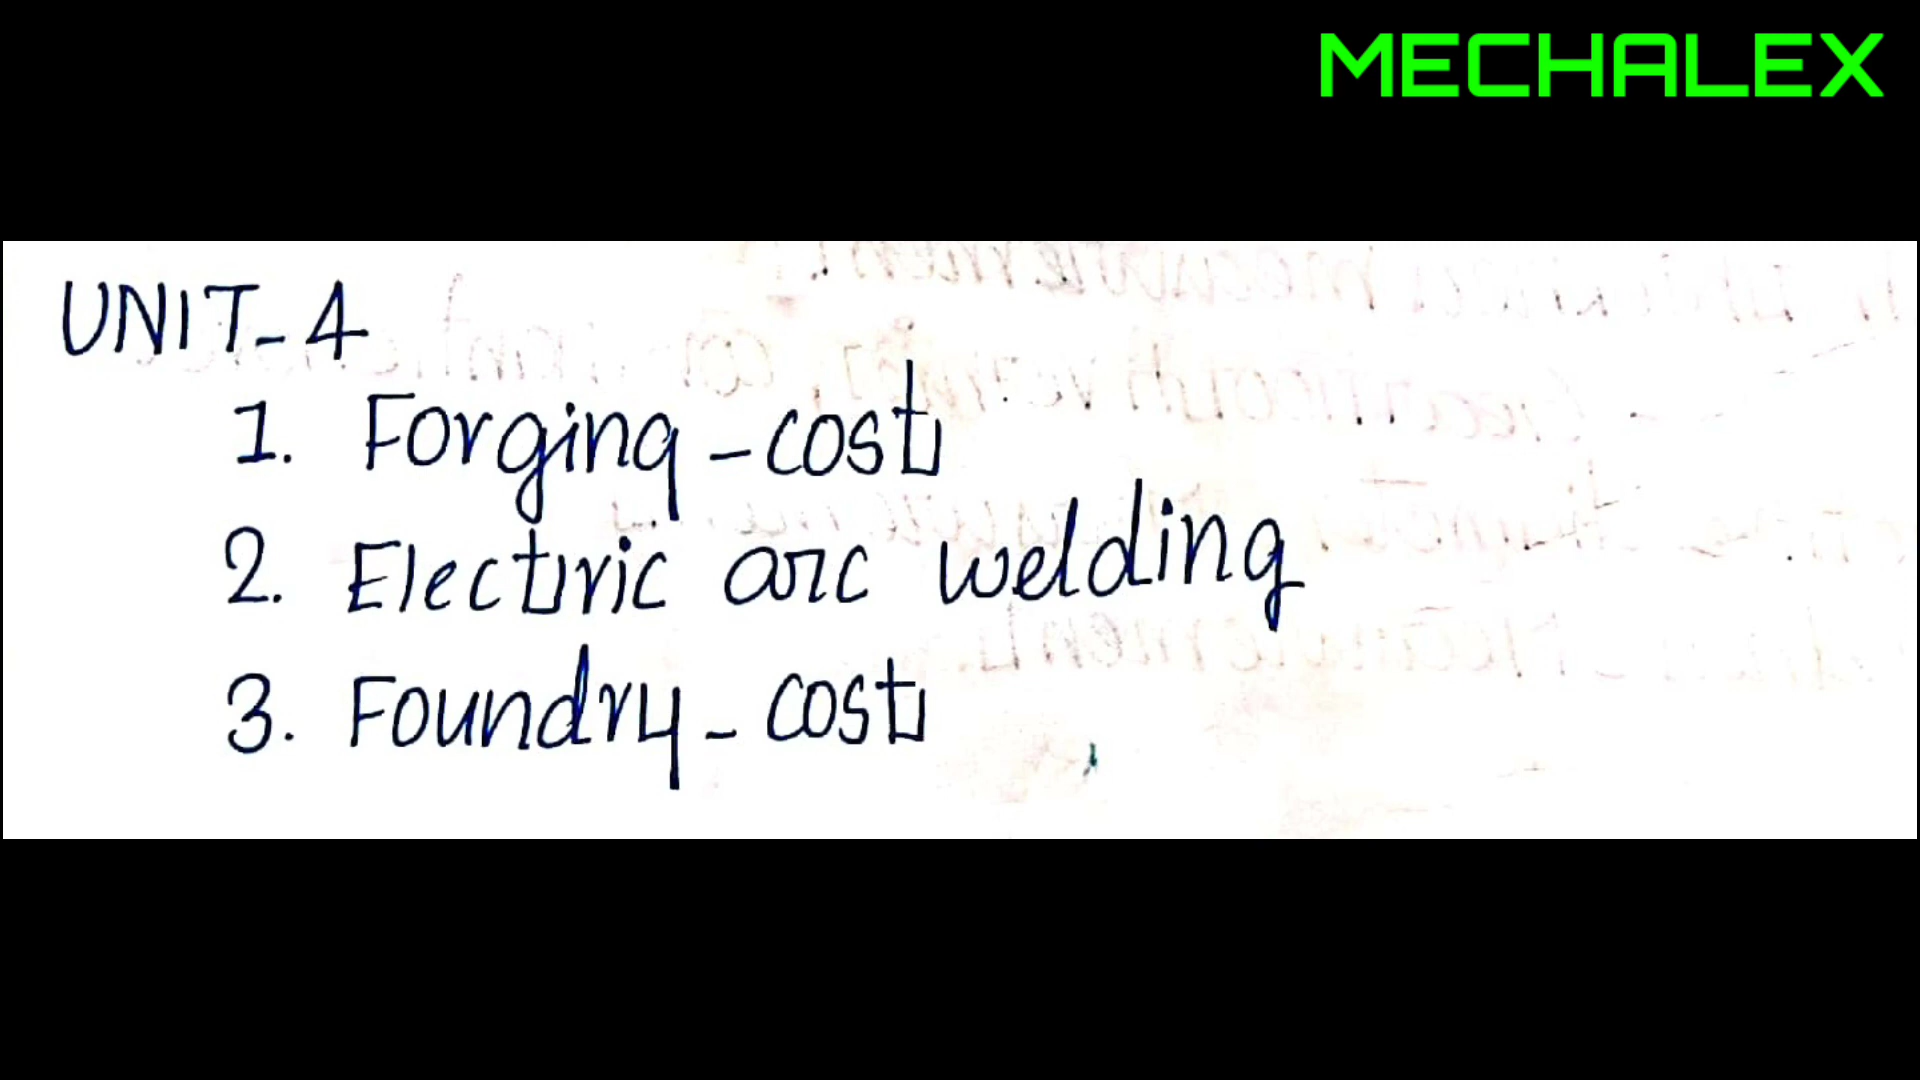 MECHALEX
UNIT-4
1. Forging-cost
2. Electric arc welding
3. Foundry-cost